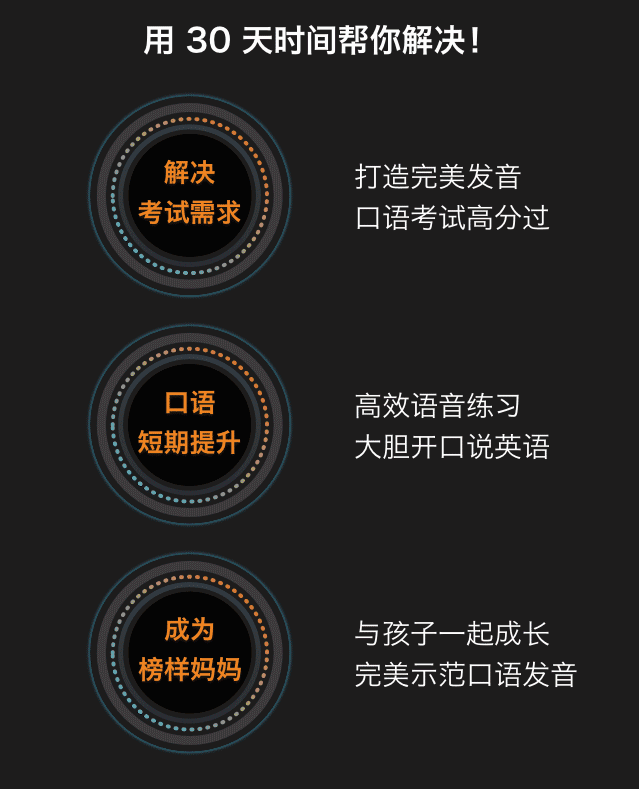 用 30 天时间帮你解决！
解决
考试需求
打造完美发音
口语考试高分过
口语
短期提升
高效语音练习
大胆开口说英语
成为
榜样妈妈
与孩子一起成长
完美示范口语发音